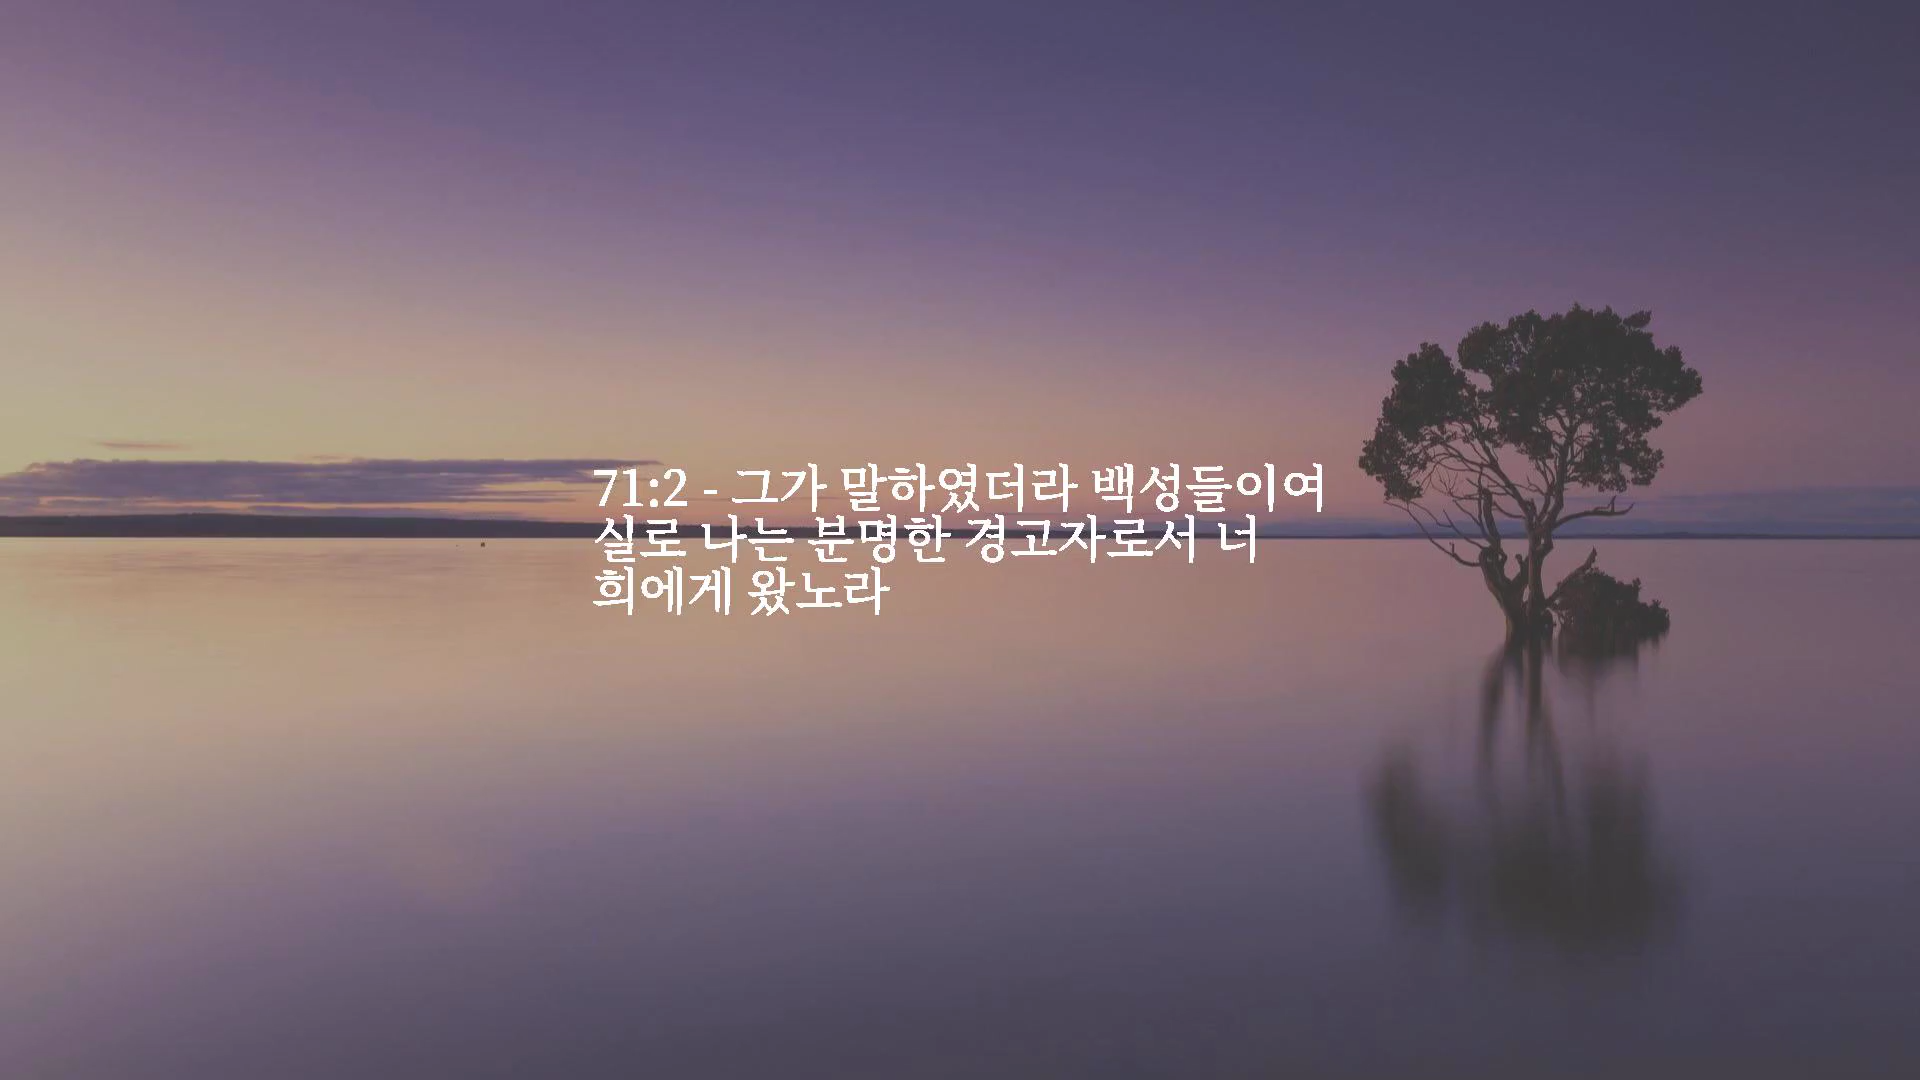 71:2 - 그가 말하였더라 백성들이여
실로 나는 분명한 경고자로서 너
희에게 왔노라